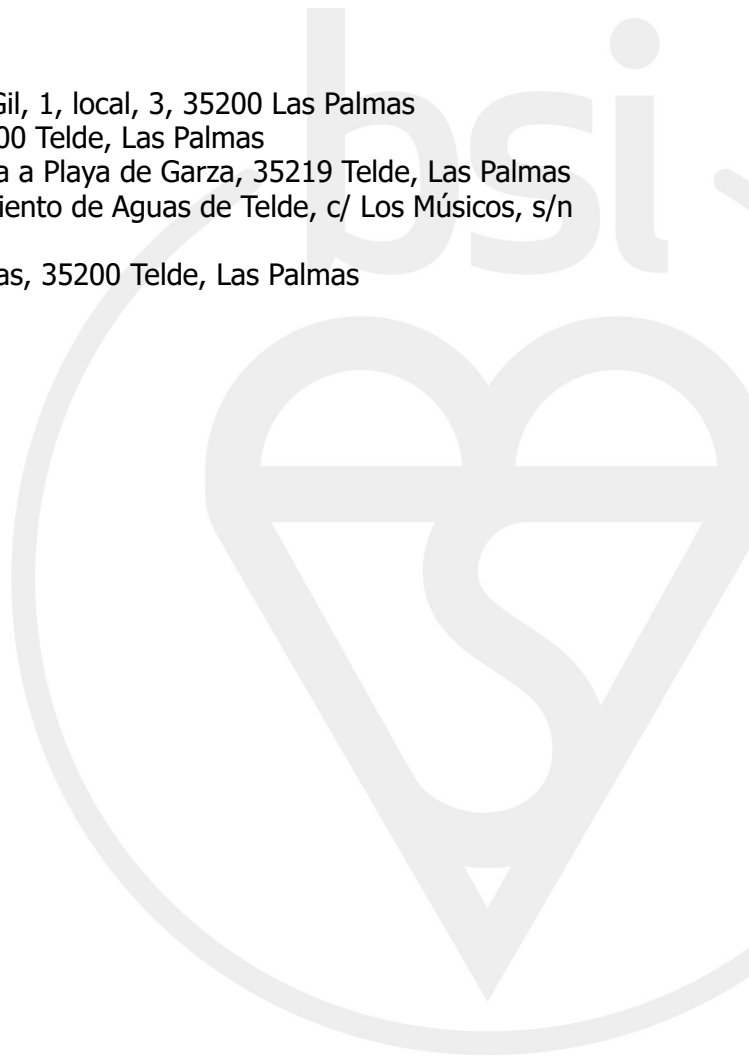 bsi
Gil, 1, local, 3, 35200 Las Palmas
00 Telde, Las Palmas
a a Playa de Garza, 35219 Telde, Las Palmas
iento de Aguas de Telde, c/ Los Músicos, s/n
as, 35200 Telde, Las Palmas